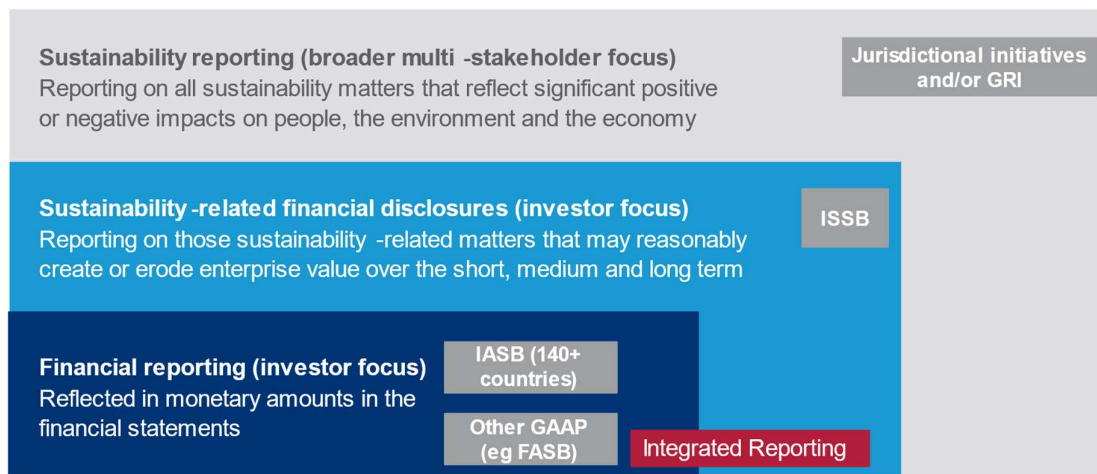 Sustainability reporting (broader multi -stakeholder focus)
Reporting on all sustainability matters that reflect significant positive
or negative impacts on people, the environment and the economy
Jurisdictional initiatives
and/or GRI
Sustainability -related financial disclosures (investor focus)
Reporting on those sustainability -related matters that may reasonably
create or erode enterprise value over the short, medium and long term
ISSB
Financial reporting (investor focus)
Reflected in monetary amounts in the
financial statements
IASB (140+
countries)
Other GAAP
(eg FASB)
Integrated Reporting